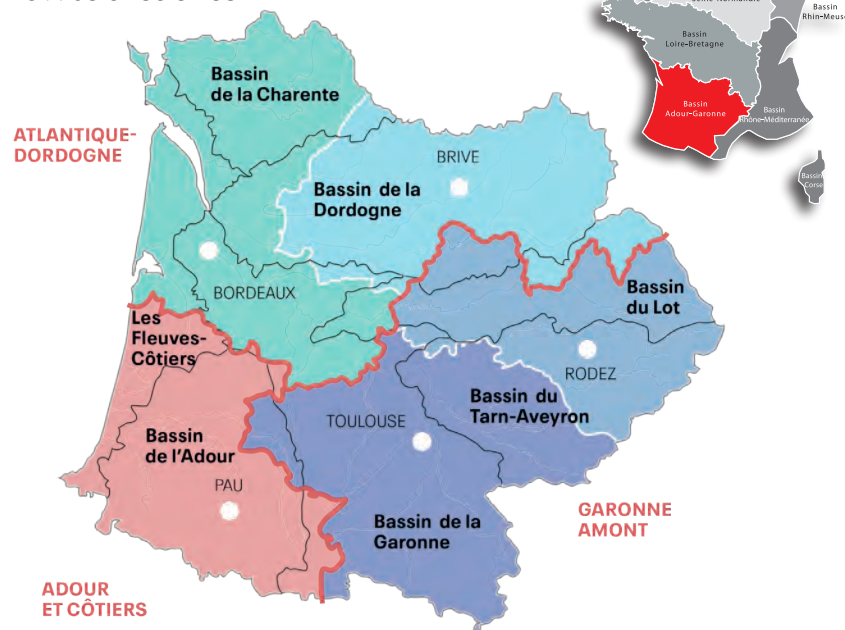 Bassin
de la Charente
ATLANTIQUE-
DORDOGNE
BRIVE
Bassin de la
Dordogne
BORDEAUX
Bassin
du Lot
Les
Fleuves-
Côtiers
RODEZ
Bassin du
Tarn-Aveyron
TOULOUSE
Bassin
de l'Adour
PAU
Bassin de la
Garonne
GARONNE
AMONT
ADOUR
ET CÔTIERS
Bassin
Rhin-Meuse
Bassin
Loire-Bretagne
Bassin
Adour-Garonne
Bassin
Rhône-Méditerranée
Bassin
Corse